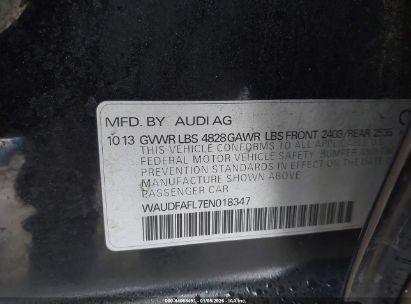 MFD. BY AUDI AG
10 13 GVWR LBS 4828 GAWR LBS FRONT 2403/REAR 2535
THIS VEHICLE CONFORMS TO ALL APPLICABLE
FEDERAL MOTOR VEHICLE SAFETY, BUMPER AND
PREVENTION STANDARDS IN EFFECT ON THE DATE OF
MANUFACTURE SHOWN ABOVE
PASSENGER CAR
WAUDFAFL7EN018347